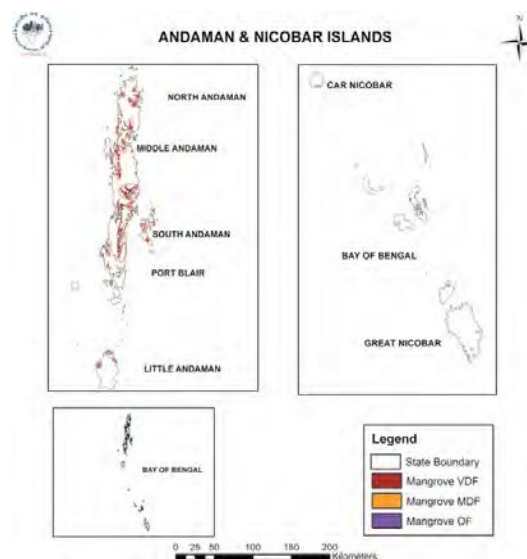 ANDAMAN & NICOBAR ISLANDS
NORTH ANDAMAN
MIDDLE ANDAMAN
SOUTH ANDAMAN
PORT BLAIR
LITTLE ANDAMAN
CAR NICOBAR
BAY OF BENGAL
GREAT NICOBAR
BAY OF BENGAL
Legend
State Boundary
Mangrove VDF
Mangrove MDF
Mangrove OF
0 25 50 100 150 200
Kilometers